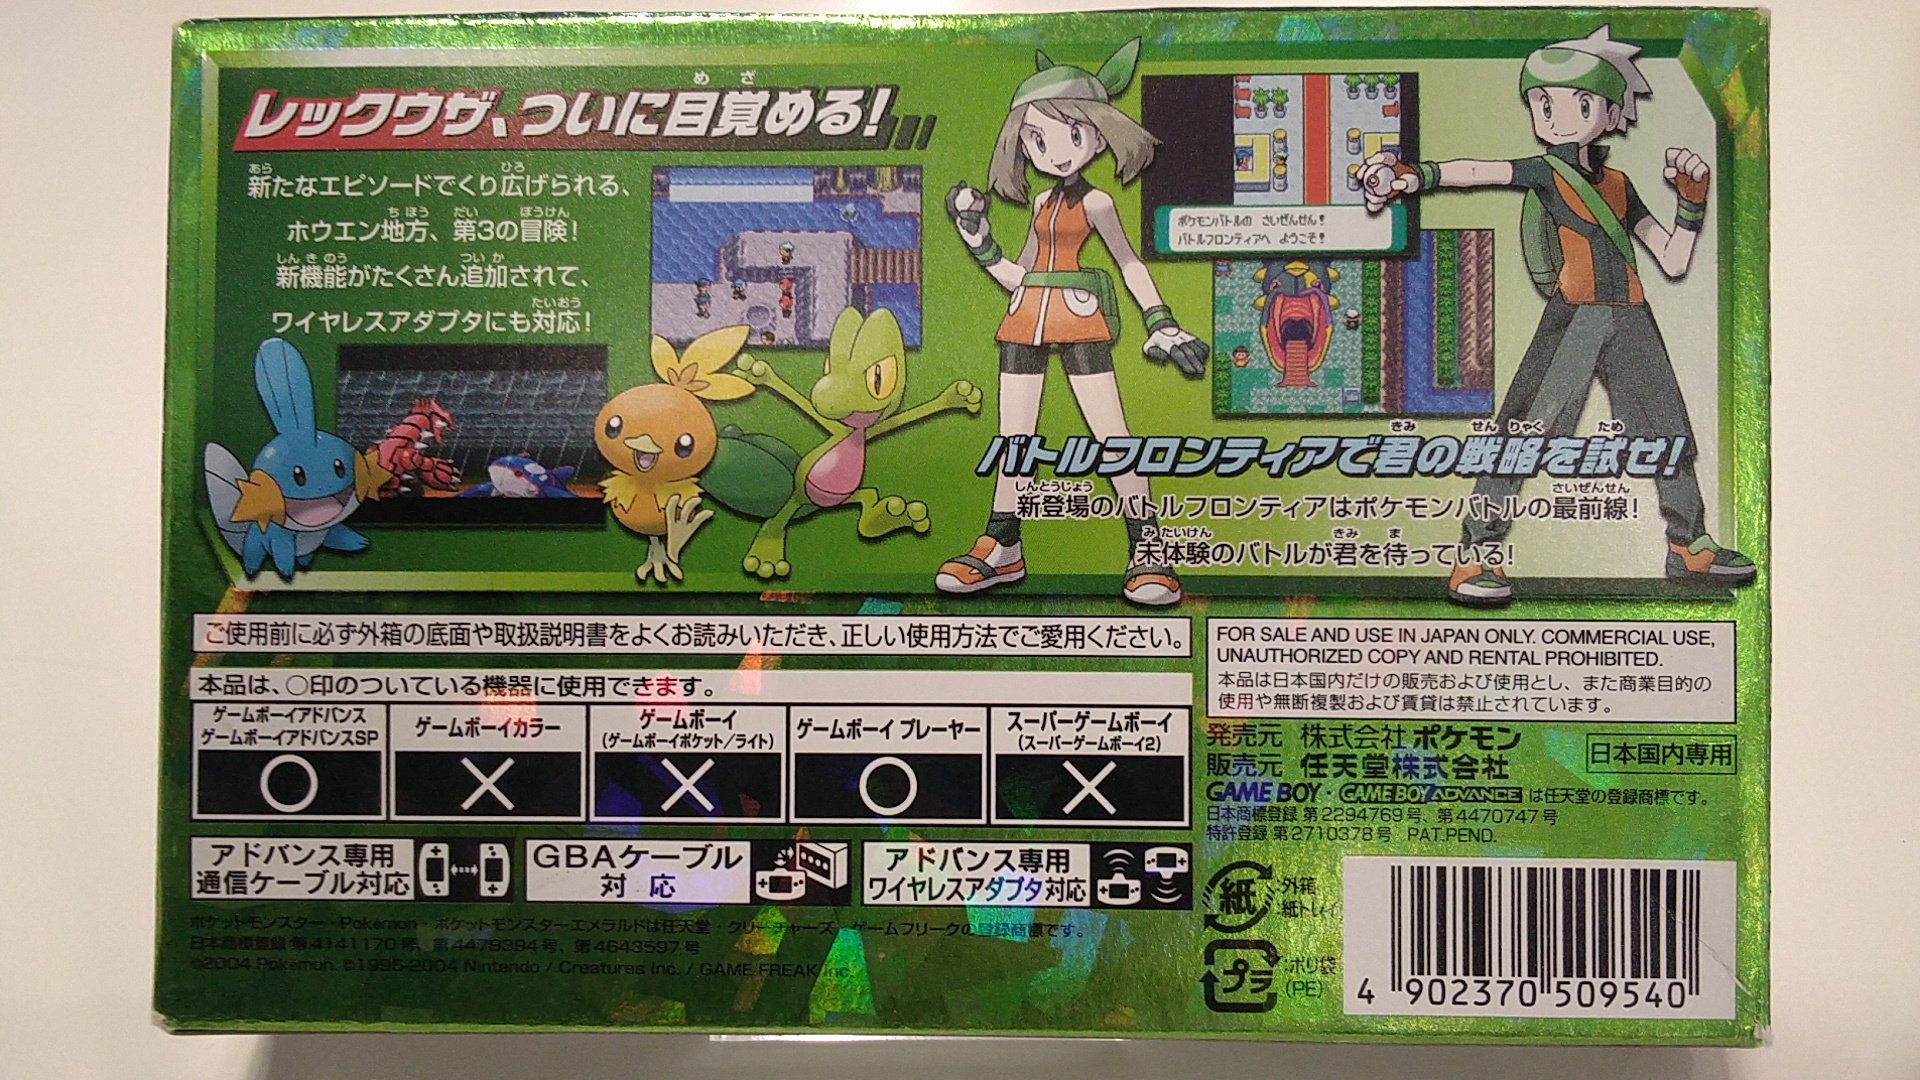 レックウザ、ついに目覚める!
新たなエピソードでくり広げられる、
ホウエン地方、第3の冒険!
新機能がたくさん追加されて、
ワイヤレスアダプタにも対応!
ポケモンバトルの さいぜんせん!
バトルフロンティアへ ようこそ!
バトルフロンティアで君の戦略を試せ!
新登場のバトルフロンティアはポケモンバトルの最前線!
未体験のバトルが君を待っている!
ご使用前に必ず外箱の底面や取扱説明書をよくお読みいただき、正しい使用方法でご愛用ください。
本品は、○印のついている機器に使用できます。
ゲームボーイアドバンス
ゲームボーイアドバンスSP
ゲームボーイカラー
ゲームボーイ
(ゲームボーイポケット/ライト)
ゲームボーイ プレーヤー
スーパーゲームボーイ
(スーパーゲームボーイ2)
○ × × ○ ×
アドバンス専用
通信ケーブル対応
GBAケーブル
対応
アドバンス専用
ワイヤレスアダプタ対応
ポケットモンスター・Pokemon・ポケットモンスターエメラルドは任天堂・クリーチャーズ・ゲームフリークの登録商標です。
日本商標登録 第4141170号、第4479394号、第4643597号
©2004 Pokemon. ©1995-2004 Nintendo / Creatures Inc. / GAME FREAK inc.
FOR SALE AND USE IN JAPAN ONLY. COMMERCIAL USE,
UNAUTHORIZED COPY AND RENTAL PROHIBITED.
本品は日本国内だけの販売および使用とし、また商業目的の
使用や無断複製および賃貸は禁止されています。
発売元 株式会社ポケモン
販売元 任天堂株式会社
日本国内専用
GAME BOY・GAME BOY ADVANCE は任天堂の登録商標です。
日本商標登録 第2294769号、第4470747号
特許登録 第2710378号 PAT.PEND.
紙
:外箱
:紙トレイ
プラ
:ポリ袋
(PE)
4 902370 509540